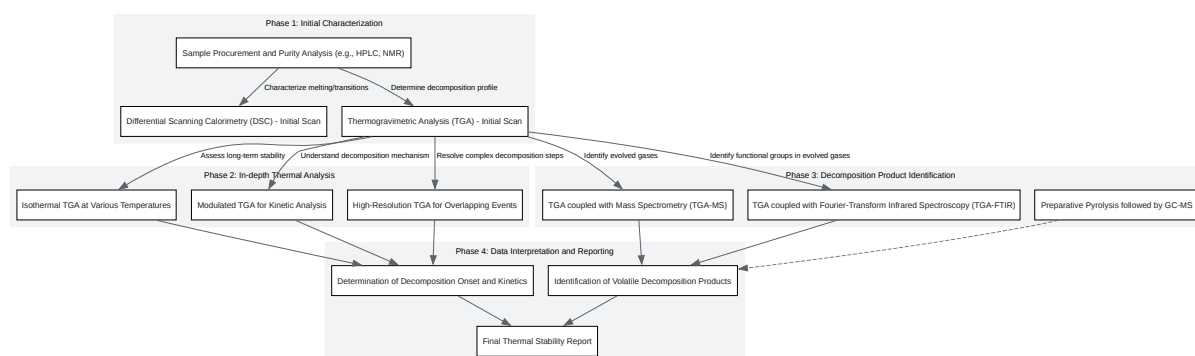 Phase 1: Initial Characterization
Sample Procurement and Purity Analysis (e.g., HPLC, NMR)
Characterize melting/transitions
Determine decomposition profile
Differential Scanning Calorimetry (DSC) - Initial Scan
Thermogravimetric Analysis (TGA) - Initial Scan
Assess long-term stability
Understand decomposition mechanism
Resolve complex decomposition steps
Identify evolved gases
Identify functional groups in evolved gases
Phase 2: In-depth Thermal Analysis
Phase 3: Decomposition Product Identification
Isothermal TGA at Various Temperatures
Modulated TGA for Kinetic Analysis
High-Resolution TGA for Overlapping Events
TGA coupled with Mass Spectrometry (TGA-MS)
TGA coupled with Fourier-Transform Infrared Spectroscopy (TGA-FTIR)
Preparative Pyrolysis followed by GC-MS
Phase 4: Data Interpretation and Reporting
Determination of Decomposition Onset and Kinetics
Identification of Volatile Decomposition Products
Final Thermal Stability Report